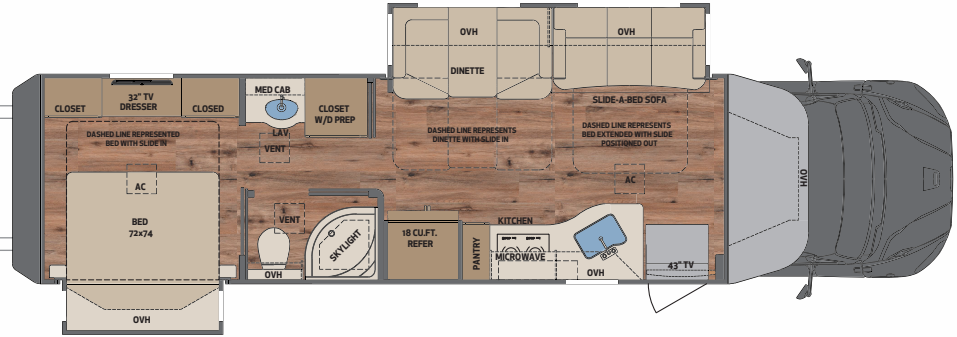 OVH
OVH
DINETTE
32" TV
DRESSER
MED CAB
CLOSET
CLOSED
CLOSET
W/D PREP
SLIDE-A-BED SOFA
LAV
DASHED LINE REPRESENTED
BED WITH SLIDE IN
DASHED LINE REPRESENTS
DINETTE WITH SLIDE IN
DASHED LINE REPRESENTS
BED EXTENDED WITH SLIDE
POSITIONED OUT
VENT
AC
AC
OVH
BED
72x74
VENT
SKYLIGHT
KITCHEN
18 CU.FT.
REFER
PANTRY
MICROWAVE
43" TV
OVH
OVH
OVH